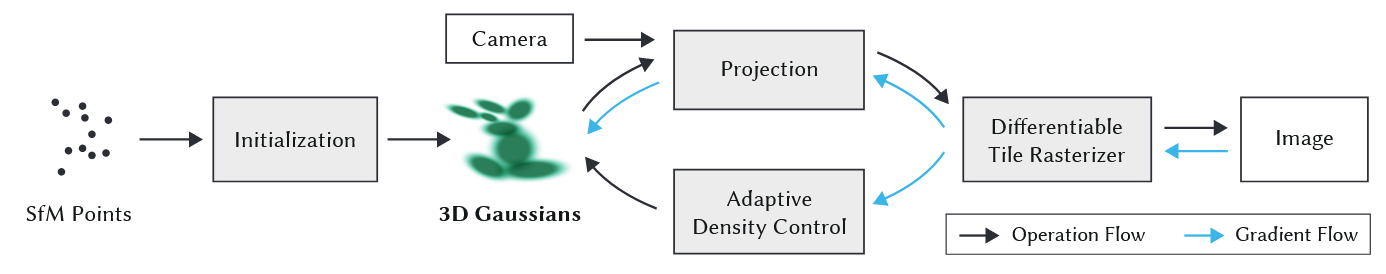 SfM Points
Initialization
Camera
3D Gaussians
Projection
Adaptive
Density Control
Differentiable
Tile Rasterizer
Image
Operation Flow
Gradient Flow